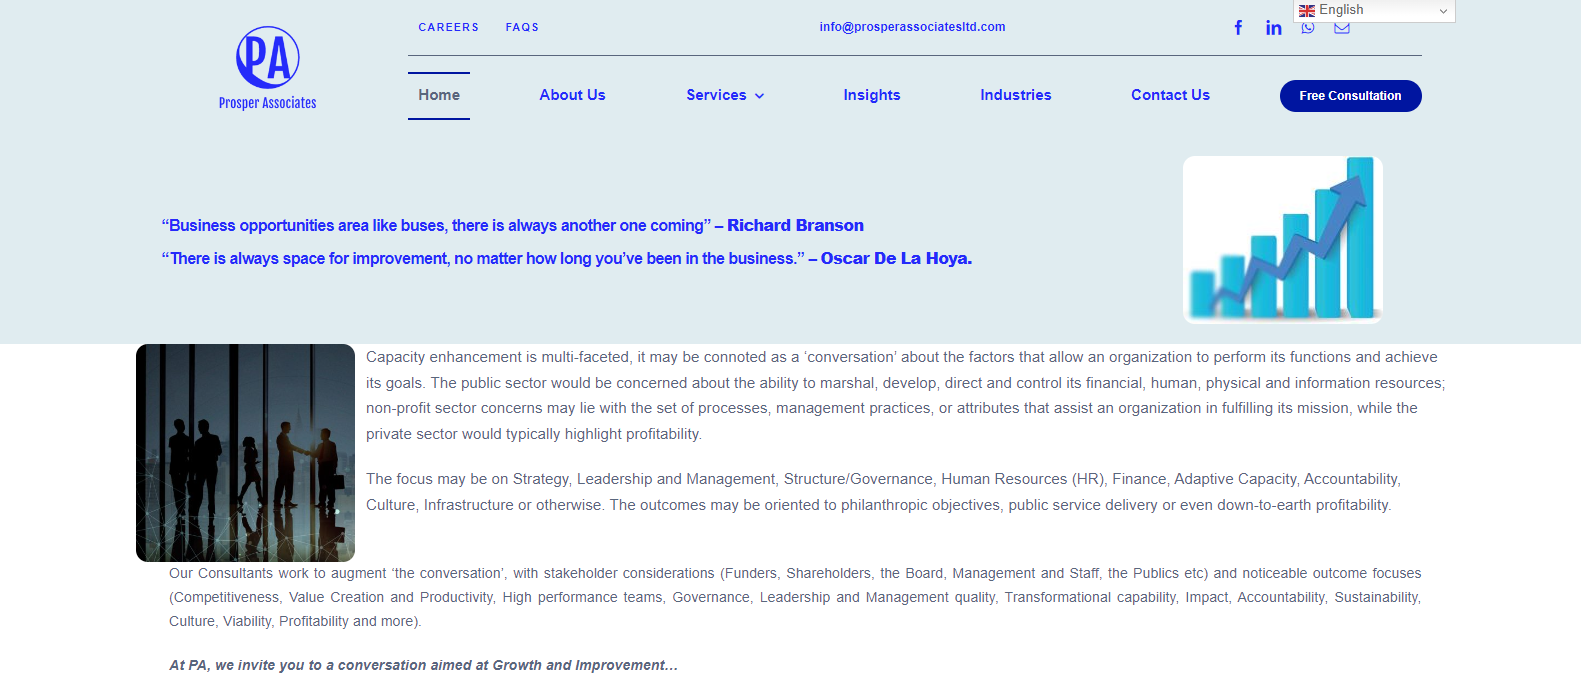 English
CAREERS FAQS info@prosperassociatesltd.com
PA
Prosper Associates
Home About Us Services Insights Industries Contact Us Free Consultation
“Business opportunities area like buses, there is always another one coming” – Richard Branson
“There is always space for improvement, no matter how long you’ve been in the business.” – Oscar De La Hoya.
Capacity enhancement is multi-faceted, it may be connoted as a ‘conversation’ about the factors that allow an organization to perform its functions and achieve
its goals. The public sector would be concerned about the ability to marshal, develop, direct and control its financial, human, physical and information resources;
non-profit sector concerns may lie with the set of processes, management practices, or attributes that assist an organization in fulfilling its mission, while the
private sector would typically highlight profitability.
The focus may be on Strategy, Leadership and Management, Structure/Governance, Human Resources (HR), Finance, Adaptive Capacity, Accountability,
Culture, Infrastructure or otherwise. The outcomes may be oriented to philanthropic objectives, public service delivery or even down-to-earth profitability.
Our Consultants work to augment ‘the conversation’, with stakeholder considerations (Funders, Shareholders, the Board, Management and Staff, the Publics etc) and noticeable outcome focuses
(Competitiveness, Value Creation and Productivity, High performance teams, Governance, Leadership and Management quality, Transformational capability, Impact, Accountability, Sustainability,
Culture, Viability, Profitability and more).
At PA, we invite you to a conversation aimed at Growth and Improvement…